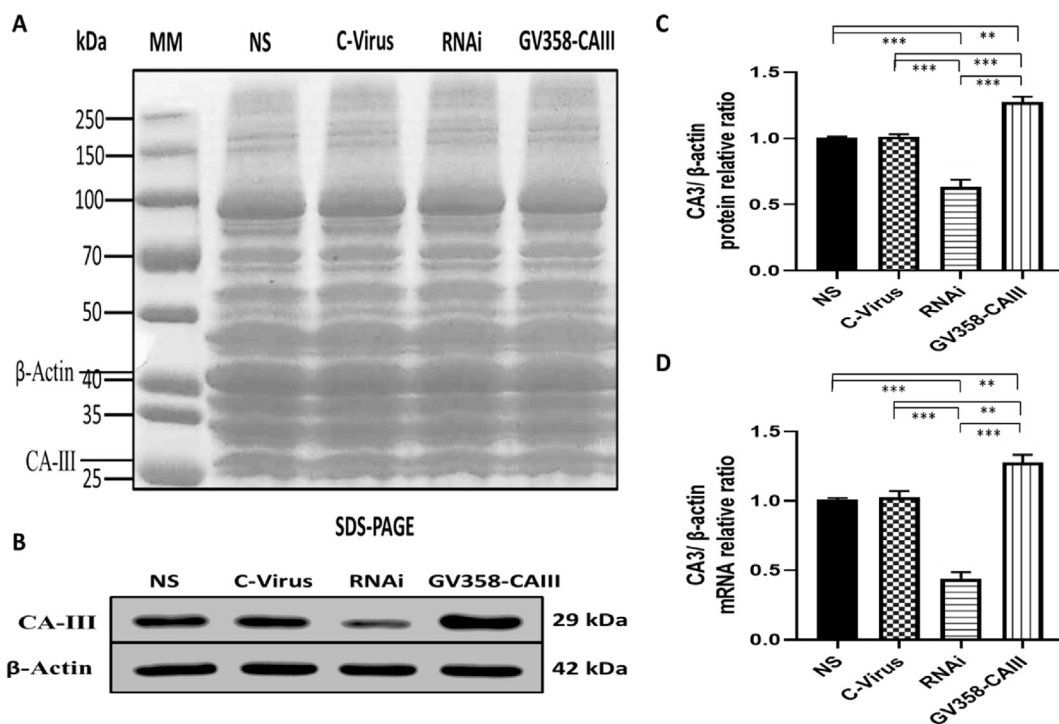 A
kDa MM NS C-Virus RNAi GV358-CAIII
250
150
100
70
50
β-Actin
40
35
CA-III
25
SDS-PAGE
B
NS C-Virus RNAi GV358-CAIII
CA-III 29 kDa
β-Actin 42 kDa
C
*** **
*** ***
***
CA3/ β-actin
protein relative ratio
1.5
1.0
0.5
0.0
NS C-Virus RNAi GV358-CAIII
D
*** **
*** **
***
CA3/ β-actin
mRNA relative ratio
1.5
1.0
0.5
0.0
NS C-Virus RNAi GV358-CAIII